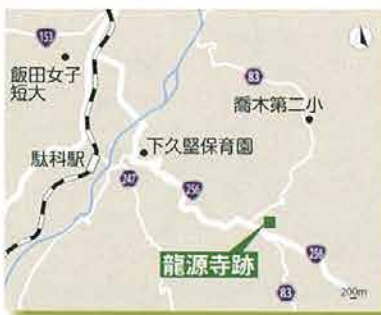 153
飯田女子
短大
83
喬木第二小
下久堅保育園
駄科駅
247
256
龍源寺跡
256
83
200m